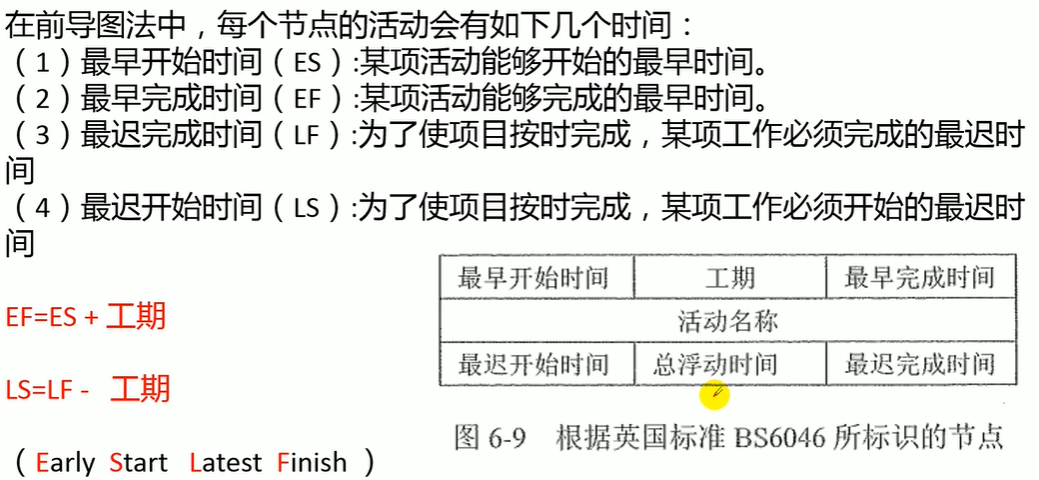 在前导图法中，每个节点的活动会有如下几个时间：
（1）最早开始时间（ES）:某项活动能够开始的最早时间。
（2）最早完成时间（EF）:某项活动能够完成的最早时间。
（3）最迟完成时间（LF）:为了使项目按时完成，某项工作必须完成的最迟时
间
（4）最迟开始时间（LS）:为了使项目按时完成，某项工作必须开始的最迟时
间
最早开始时间 工期 最早完成时间
活动名称
最迟开始时间 总浮动时间 最迟完成时间
图 6-9 根据英国标准 BS6046 所标识的节点
EF=ES + 工期
LS=LF - 工期
（Early Start Latest Finish ）